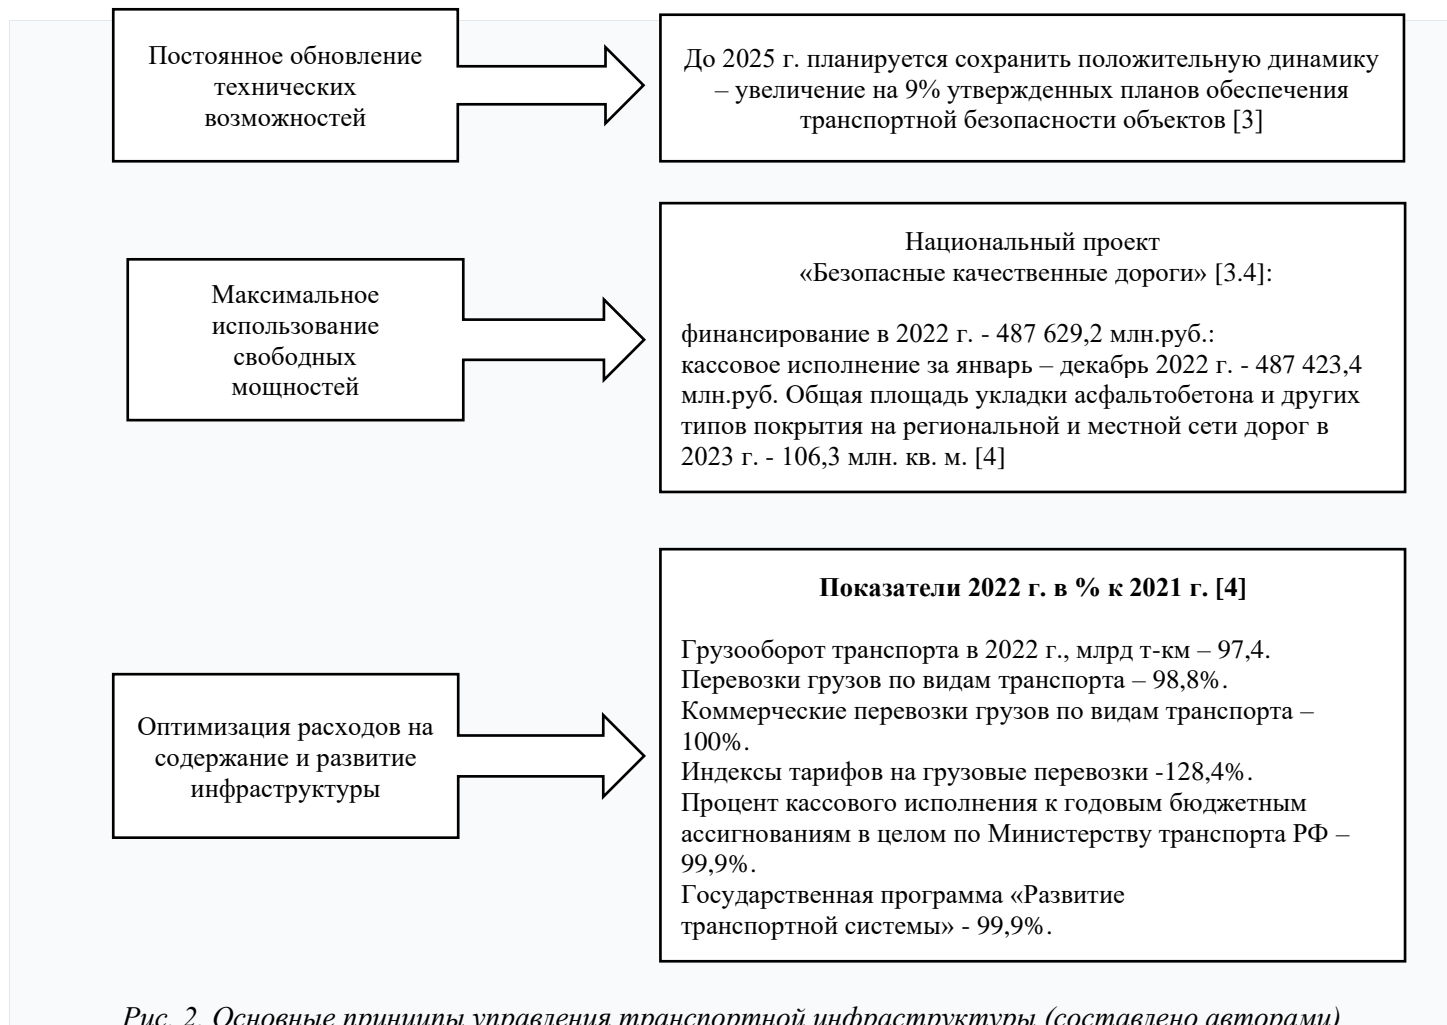 Постоянное обновление
технических
возможностей
До 2025 г. планируется сохранить положительную динамику
– увеличение на 9% утвержденных планов обеспечения
транспортной безопасности объектов [3]
Максимальное
использование
свободных
мощностей
Национальный проект
«Безопасные качественные дороги» [3.4]:
финансирование в 2022 г. - 487 629,2 млн.руб.:
кассовое исполнение за январь – декабрь 2022 г. - 487 423,4
млн.руб. Общая площадь укладки асфальтобетона и других
типов покрытия на региональной и местной сети дорог в
2023 г. - 106,3 млн. кв. м. [4]
Оптимизация расходов на
содержание и развитие
инфраструктуры
Показатели 2022 г. в % к 2021 г. [4]
Грузооборот транспорта в 2022 г., млрд т-км – 97,4.
Перевозки грузов по видам транспорта – 98,8%.
Коммерческие перевозки грузов по видам транспорта –
100%.
Индексы тарифов на грузовые перевозки -128,4%.
Процент кассового исполнения к годовым бюджетным
ассигнованиям в целом по Министерству транспорта РФ –
99,9%.
Государственная программа «Развитие
транспортной системы» - 99,9%.
Рис. 2. Основные принципы управления транспортной инфраструктуры (составлено авторами)